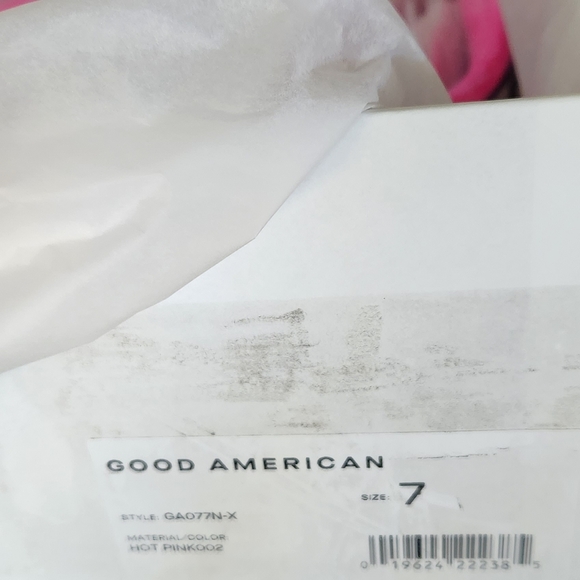 GOOD AMERICAN
SIZE: 7
STYLE: GA077N-X
MATERIAL/COLOR:
HOT PINK002
0 19624 22238 5